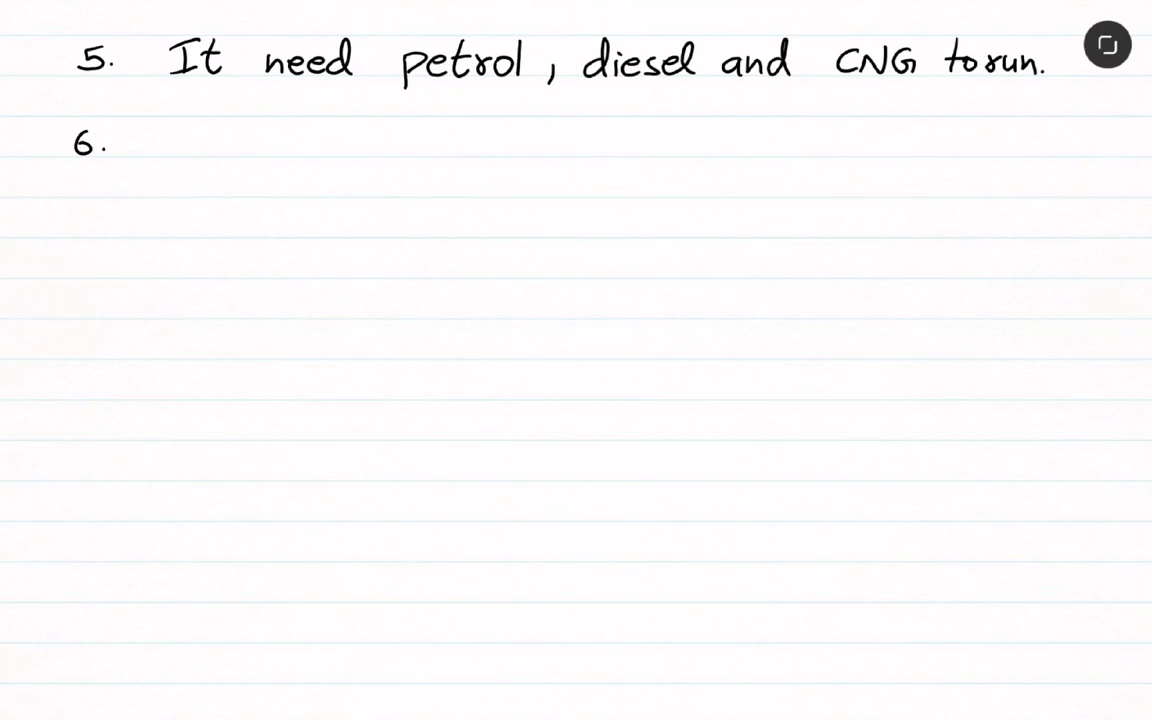 5. It need petrol, diesel and CNG to run.
6.